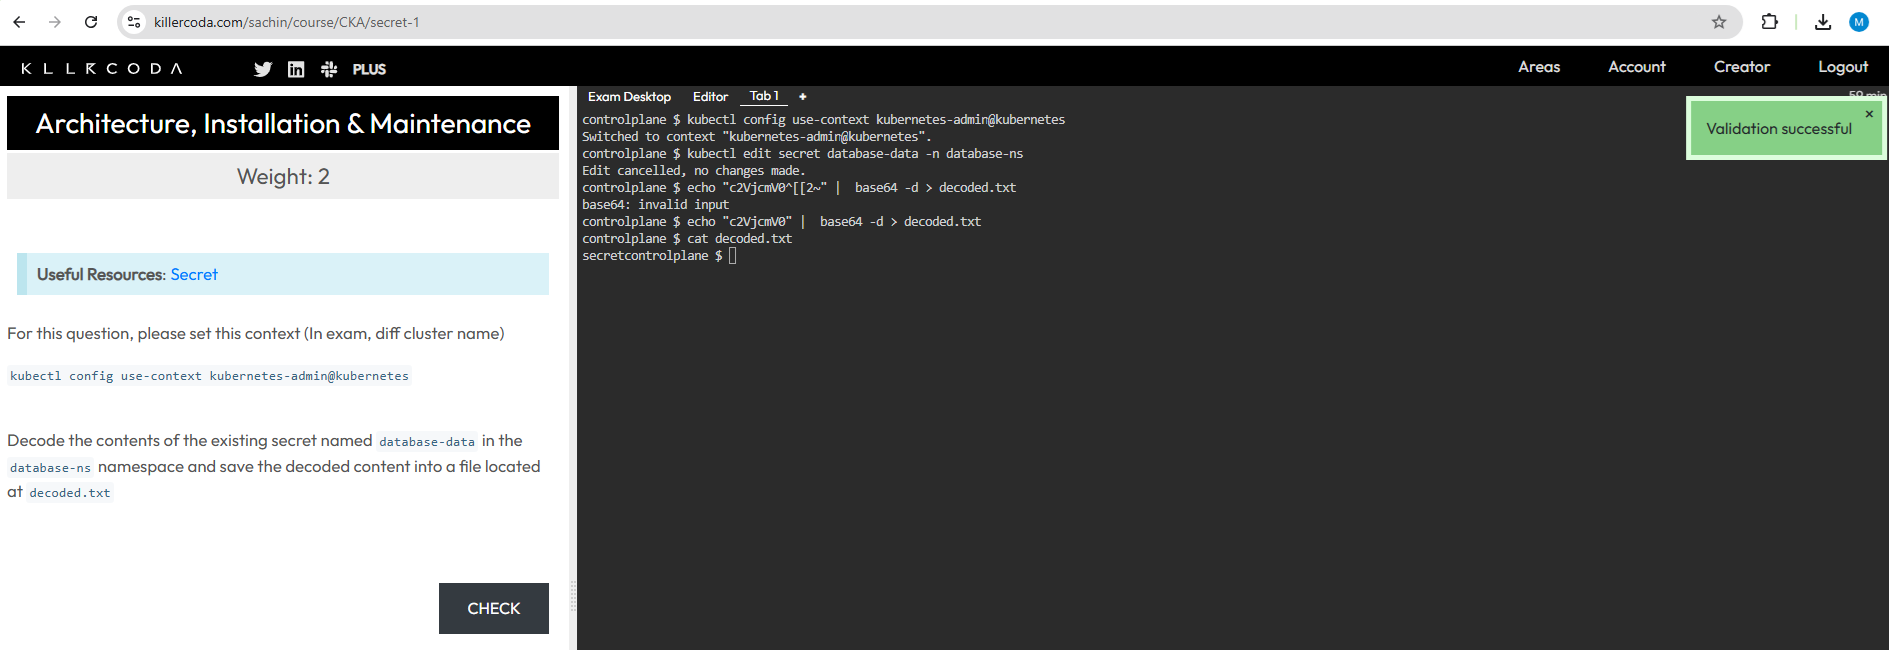 killercoda.com/sachin/course/CKA/secret-1
M
KLLRCODA
PLUS
Areas
Account
Creator
Logout
Architecture, Installation & Maintenance
Weight: 2
Useful Resources: Secret
For this question, please set this context (In exam, diff cluster name)
kubectl config use-context kubernetes-admin@kubernetes
Decode the contents of the existing secret named database-data in the
database-ns namespace and save the decoded content into a file located
at decoded.txt
CHECK
Exam Desktop
Editor
Tab 1
+
59 min
controlplane $ kubectl config use-context kubernetes-admin@kubernetes
Switched to context "kubernetes-admin@kubernetes".
controlplane $ kubectl edit secret database-data -n database-ns
Edit cancelled, no changes made.
controlplane $ echo "c2VjcmV0^[[2~" |  base64 -d > decoded.txt
base64: invalid input
controlplane $ echo "c2VjcmV0" |  base64 -d > decoded.txt
controlplane $ cat decoded.txt
secretcontrolplane $
Validation successful
×